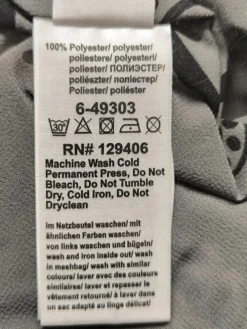 100% Polyester/ polyester/
poliestere/ polyester/
poliester/ ПОЛИЭСТЕР/
poliészter/ полиестер/
Polyester/ poliéster
6-49303
30°
RN# 129406
Machine Wash Cold
Permanent Press, Do Not
Bleach, Do Not Tumble
Dry, Cold Iron, Do Not
Dryclean
Im Netzbeutel waschen/ mit
ähnlichen Farben waschen/
von links waschen und bügeln/
wash and iron inside out/ wash
in meshbag/ wash with similar
colours/ laver avec des couleurs
similaires/ laver et repasser le
vêtement retourné/ à laver dans
un sac adapté au linge délicat/